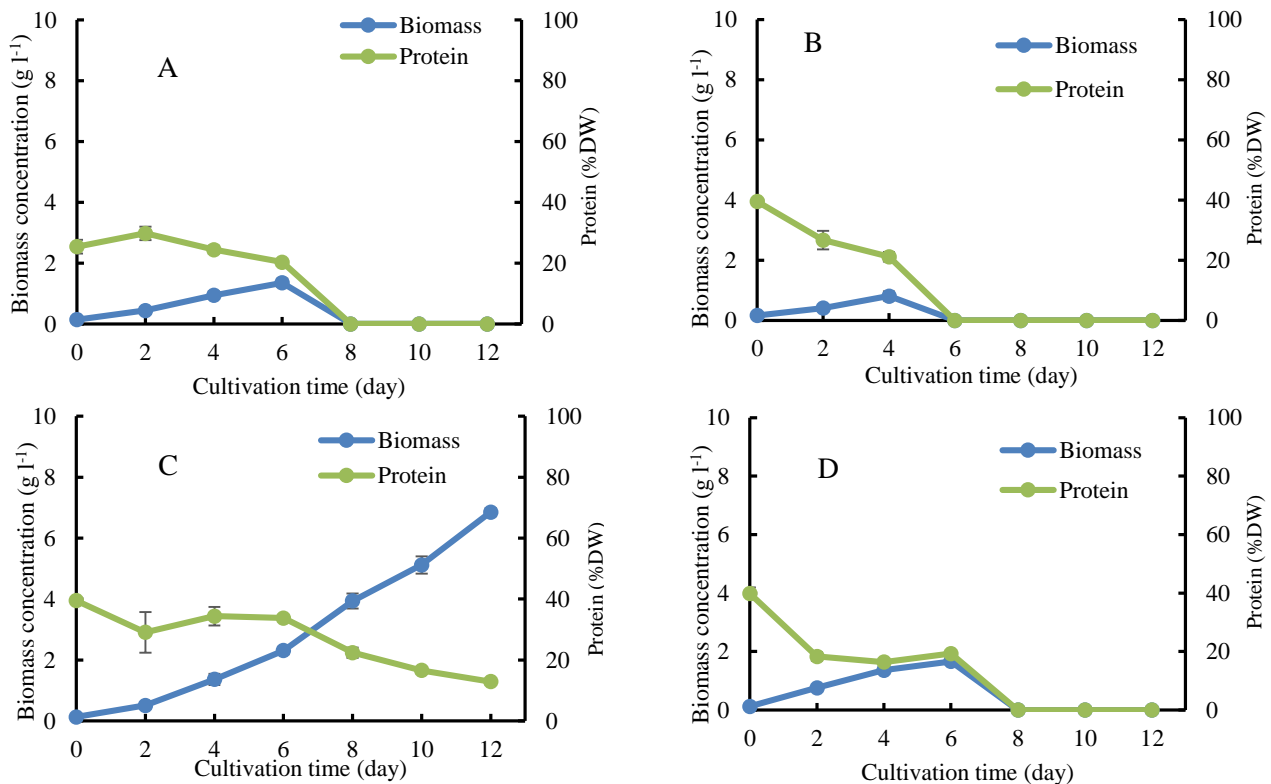 A
Biomass
Protein
Biomass concentration (g l⁻¹)
10
8
6
4
2
0
100
80
60
40
20
0
Protein (%DW)
0 2 4 6 8 10 12
Cultivation time (day)
B
Biomass
Protein
Biomass concentration (g l⁻¹)
10
8
6
4
2
0
100
80
60
40
20
0
Protein (%DW)
0 2 4 6 8 10 12
Cultivation time (day)
C
Biomass
Protein
Biomass concentration (g l⁻¹)
10
8
6
4
2
0
100
80
60
40
20
0
Protein (%DW)
0 2 4 6 8 10 12
Cultivation time (day)
D
Biomass
Protein
Biomass concentration (g l⁻¹)
10
8
6
4
2
0
100
80
60
40
20
0
Protein (%DW)
0 2 4 6 8 10 12
Cultivation time (day)